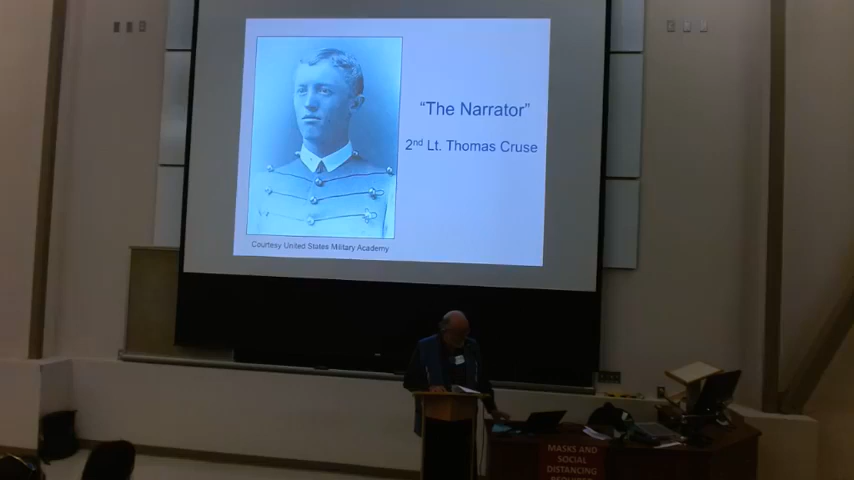 “The Narrator”
2nd Lt. Thomas Cruse
Courtesy United States Military Academy
MASKS AND
SOCIAL
DISTANCING